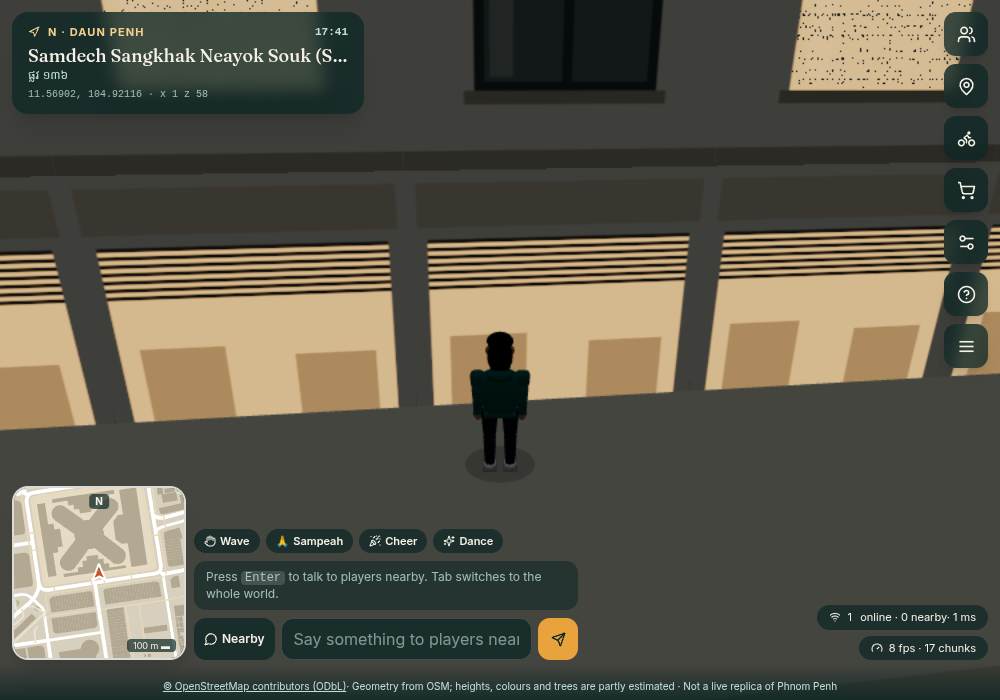 N · DAUN PENH
17:41
Samdech Sangkhak Neayok Souk (S...
ផ្លូវ ១៣៦
11.56902, 104.92116 · x 1 z 58
N
100 m
Wave
Sampeah
Cheer
Dance
Press Enter to talk to players nearby. Tab switches to the
whole world.
Nearby
Say something to players near
1 online · 0 nearby· 1 ms
8 fps · 17 chunks
© OpenStreetMap contributors (ODbL)· Geometry from OSM; heights, colours and trees are partly estimated · Not a live replica of Phnom Penh